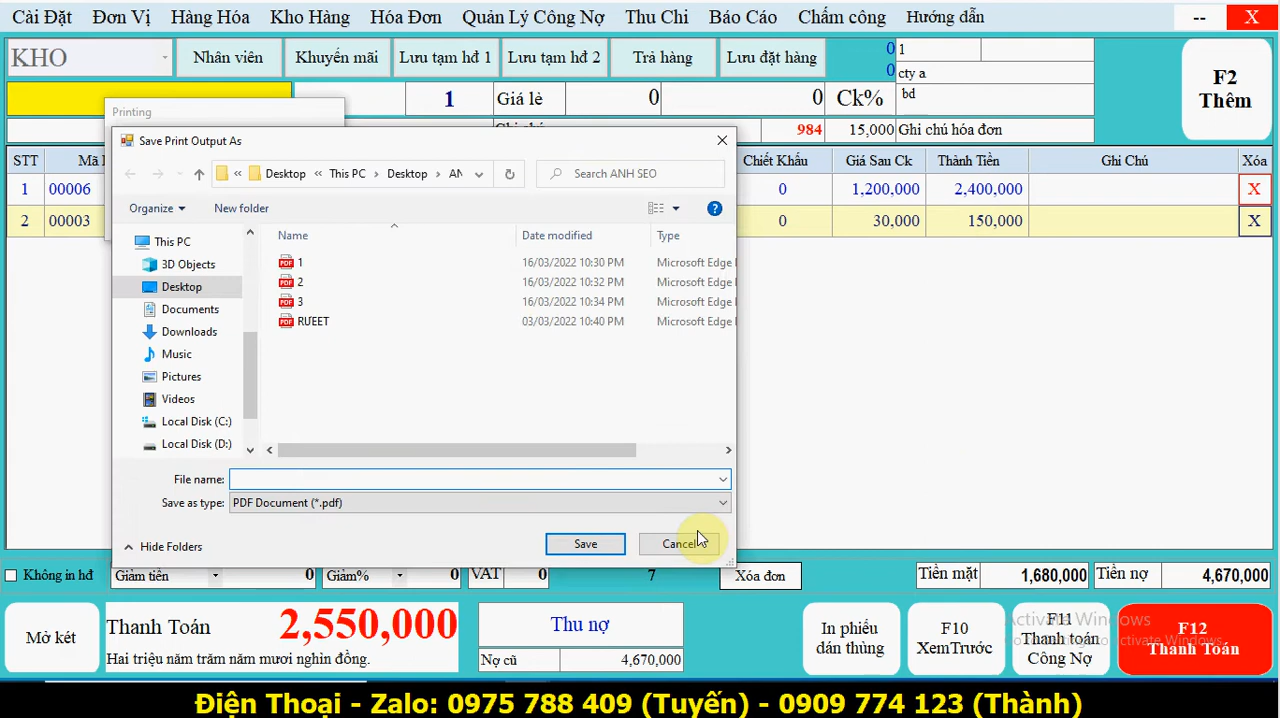 Cài Đặt Đơn Vị Hàng Hóa Kho Hàng Hóa Đơn Quản Lý Công Nợ Thu Chi Báo Cáo Chấm công Hướng dẫn -- X
KHO Nhân viên Khuyến mãi Lưu tạm hđ 1 Lưu tạm hđ 2 Trả hàng Lưu đặt hàng 0 1
0 cty a
F2
Thêm
1 Giá lẻ 0 0 Ck% bd
984 15,000 Ghi chú hóa đơn
STT Mã Chiết Khấu Giá Sau Ck Thành Tiền Ghi Chú Xóa
1 00006 0 1,200,000 2,400,000 X
2 00003 0 30,000 150,000 X
Printing
Save Print Output As
« Desktop « This PC › Desktop › AN Search ANH SEO
Organize New folder ?
This PC
3D Objects
Desktop
Documents
Downloads
Music
Pictures
Videos
Local Disk (C:)
Local Disk (D:)
Name Date modified Type
PDF 1 16/03/2022 10:30 PM Microsoft Edge
PDF 2 16/03/2022 10:32 PM Microsoft Edge
PDF 3 16/03/2022 10:34 PM Microsoft Edge
PDF RUEET 03/03/2022 10:40 PM Microsoft Edge
File name:
Save as type: PDF Document (*.pdf)
Hide Folders Save Cancel
Không in hđ Giảm tiền 0 Giảm% 0 VAT 0 7 Xóa đơn Tiền mặt 1,680,000 Tiền nợ 4,670,000
Mở két
Thanh Toán 2,550,000
Hai triệu năm trăm năm mươi nghìn đồng.
Thu nợ
Nợ cũ 4,670,000
In phiếu
dán thùng
F10
XemTrước
F11
Thanh toán
Công Nợ
F12
Thanh Toán
Activate Windows
Điện Thoại - Zalo: 0975 788 409 (Tuyến) - 0909 774 123 (Thành)